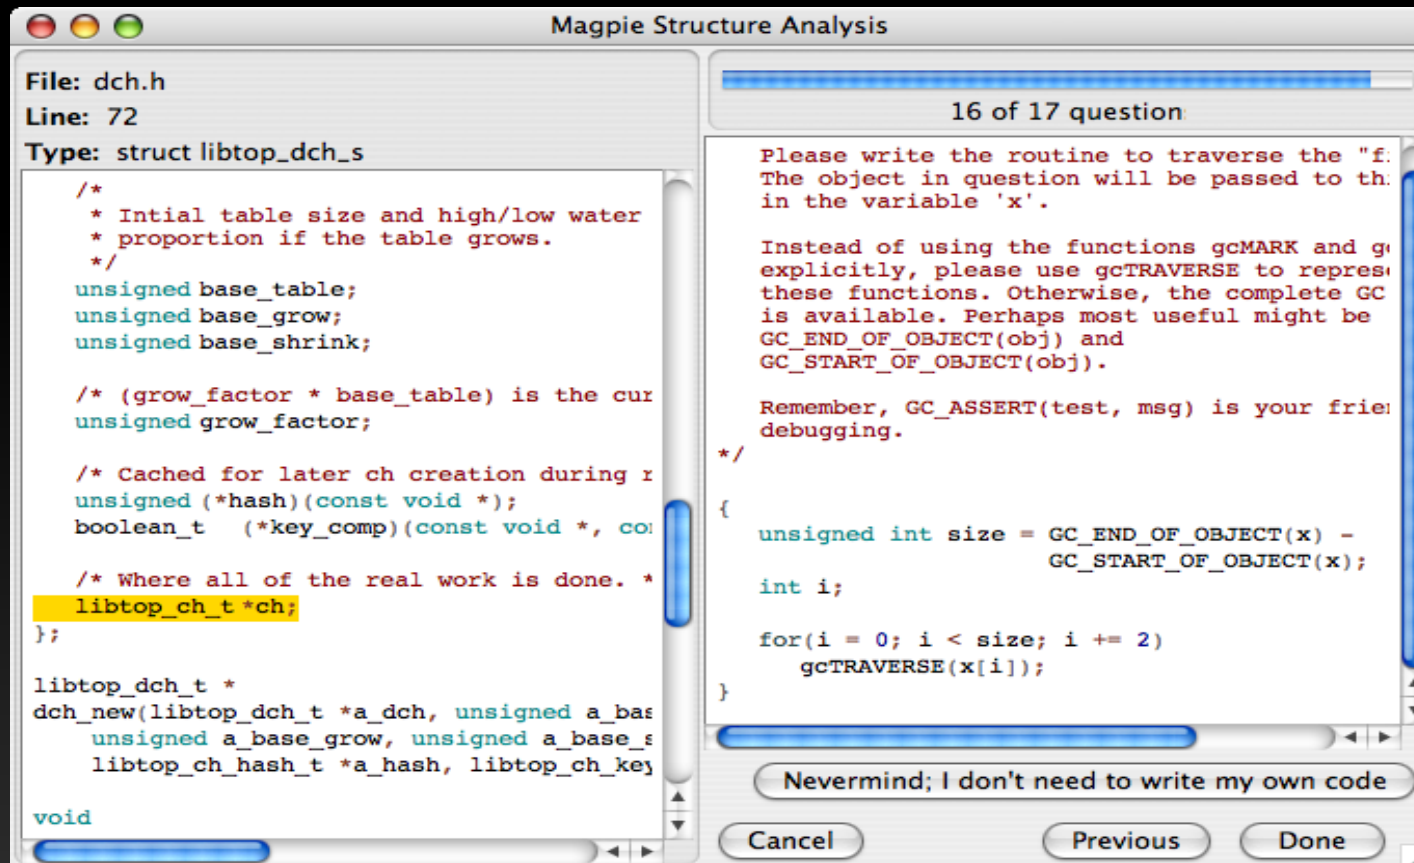 Magpie Structure Analysis
File: dch.h
Line: 72
Type: struct libtop_dch_s
/*
* Intial table size and high/low water
* proportion if the table grows.
*/
unsigned base_table;
unsigned base_grow;
unsigned base_shrink;
/* (grow_factor * base_table) is the cur
unsigned grow_factor;
/* Cached for later ch creation during r
unsigned (*hash)(const void *);
boolean_t (*key_comp)(const void *, co
/* Where all of the real work is done. *
libtop_ch_t *ch;
};
libtop_dch_t *
dch_new(libtop_dch_t *a_dch, unsigned a_bas
unsigned a_base_grow, unsigned a_base_s
libtop_ch_hash_t *a_hash, libtop_ch_key
void
16 of 17 question
Please write the routine to traverse the "fi
The object in question will be passed to thi
in the variable 'x'.
Instead of using the functions gcMARK and gc
explicitly, please use gcTRAVERSE to represe
these functions. Otherwise, the complete GC
is available. Perhaps most useful might be
GC_END_OF_OBJECT(obj) and
GC_START_OF_OBJECT(obj).
Remember, GC_ASSERT(test, msg) is your frien
debugging.
*/
{
unsigned int size = GC_END_OF_OBJECT(x) -
GC_START_OF_OBJECT(x);
int i;
for(i = 0; i < size; i += 2)
gcTRAVERSE(x[i]);
}
Nevermind; I don't need to write my own code
Cancel
Previous
Done